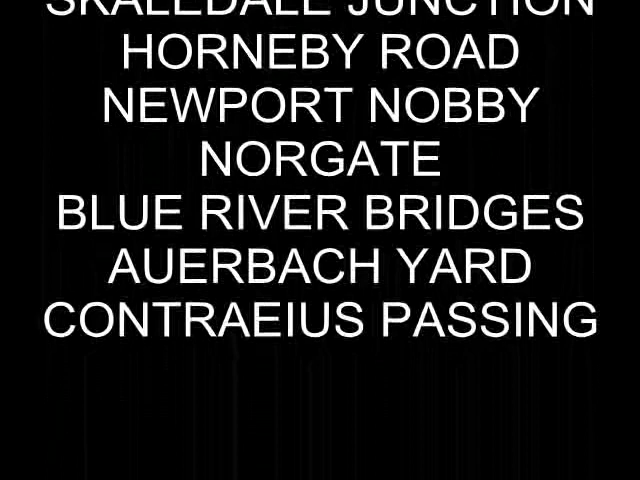 SKALLDALE JUNCTION
HORNEBY ROAD
NEWPORT NOBBY
NORGATE
BLUE RIVER BRIDGES
AUERBACH YARD
CONTRAEIUS PASSING